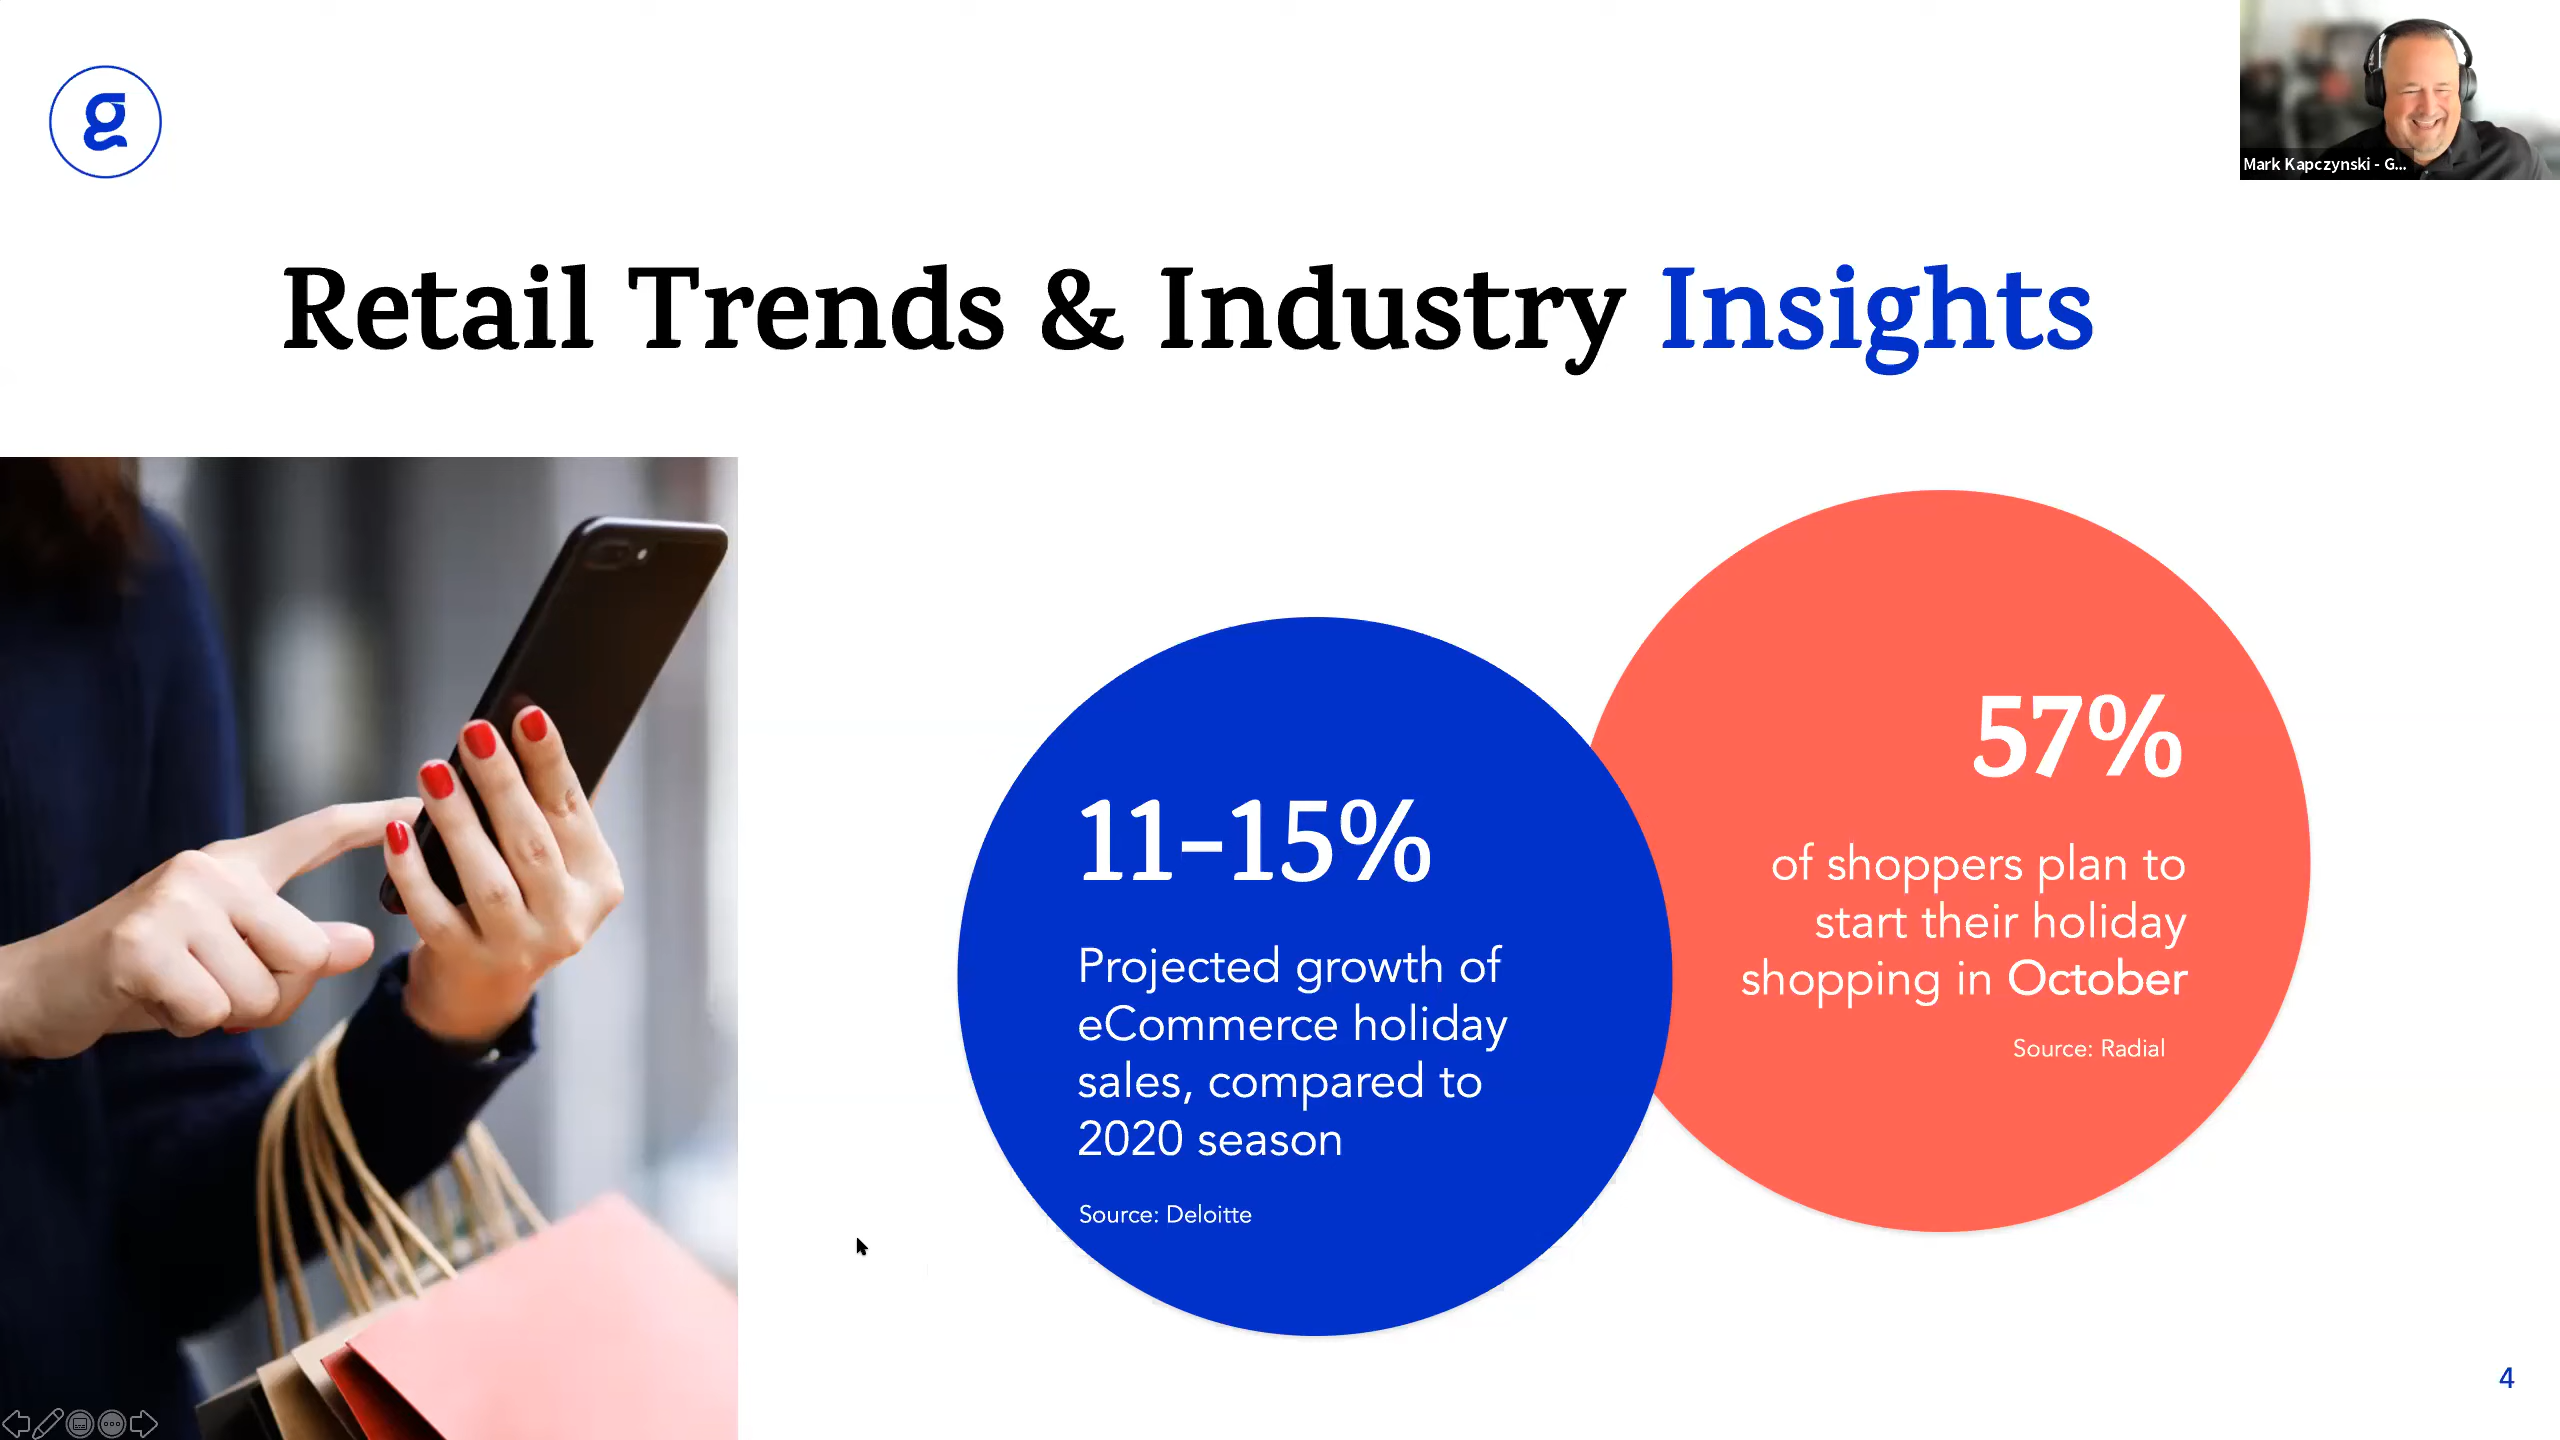 g
Mark Kapczynski - G...
Retail Trends & Industry Insights
11–15%
Projected growth of
eCommerce holiday
sales, compared to
2020 season
Source: Deloitte
57%
of shoppers plan to
start their holiday
shopping in October
Source: Radial
4